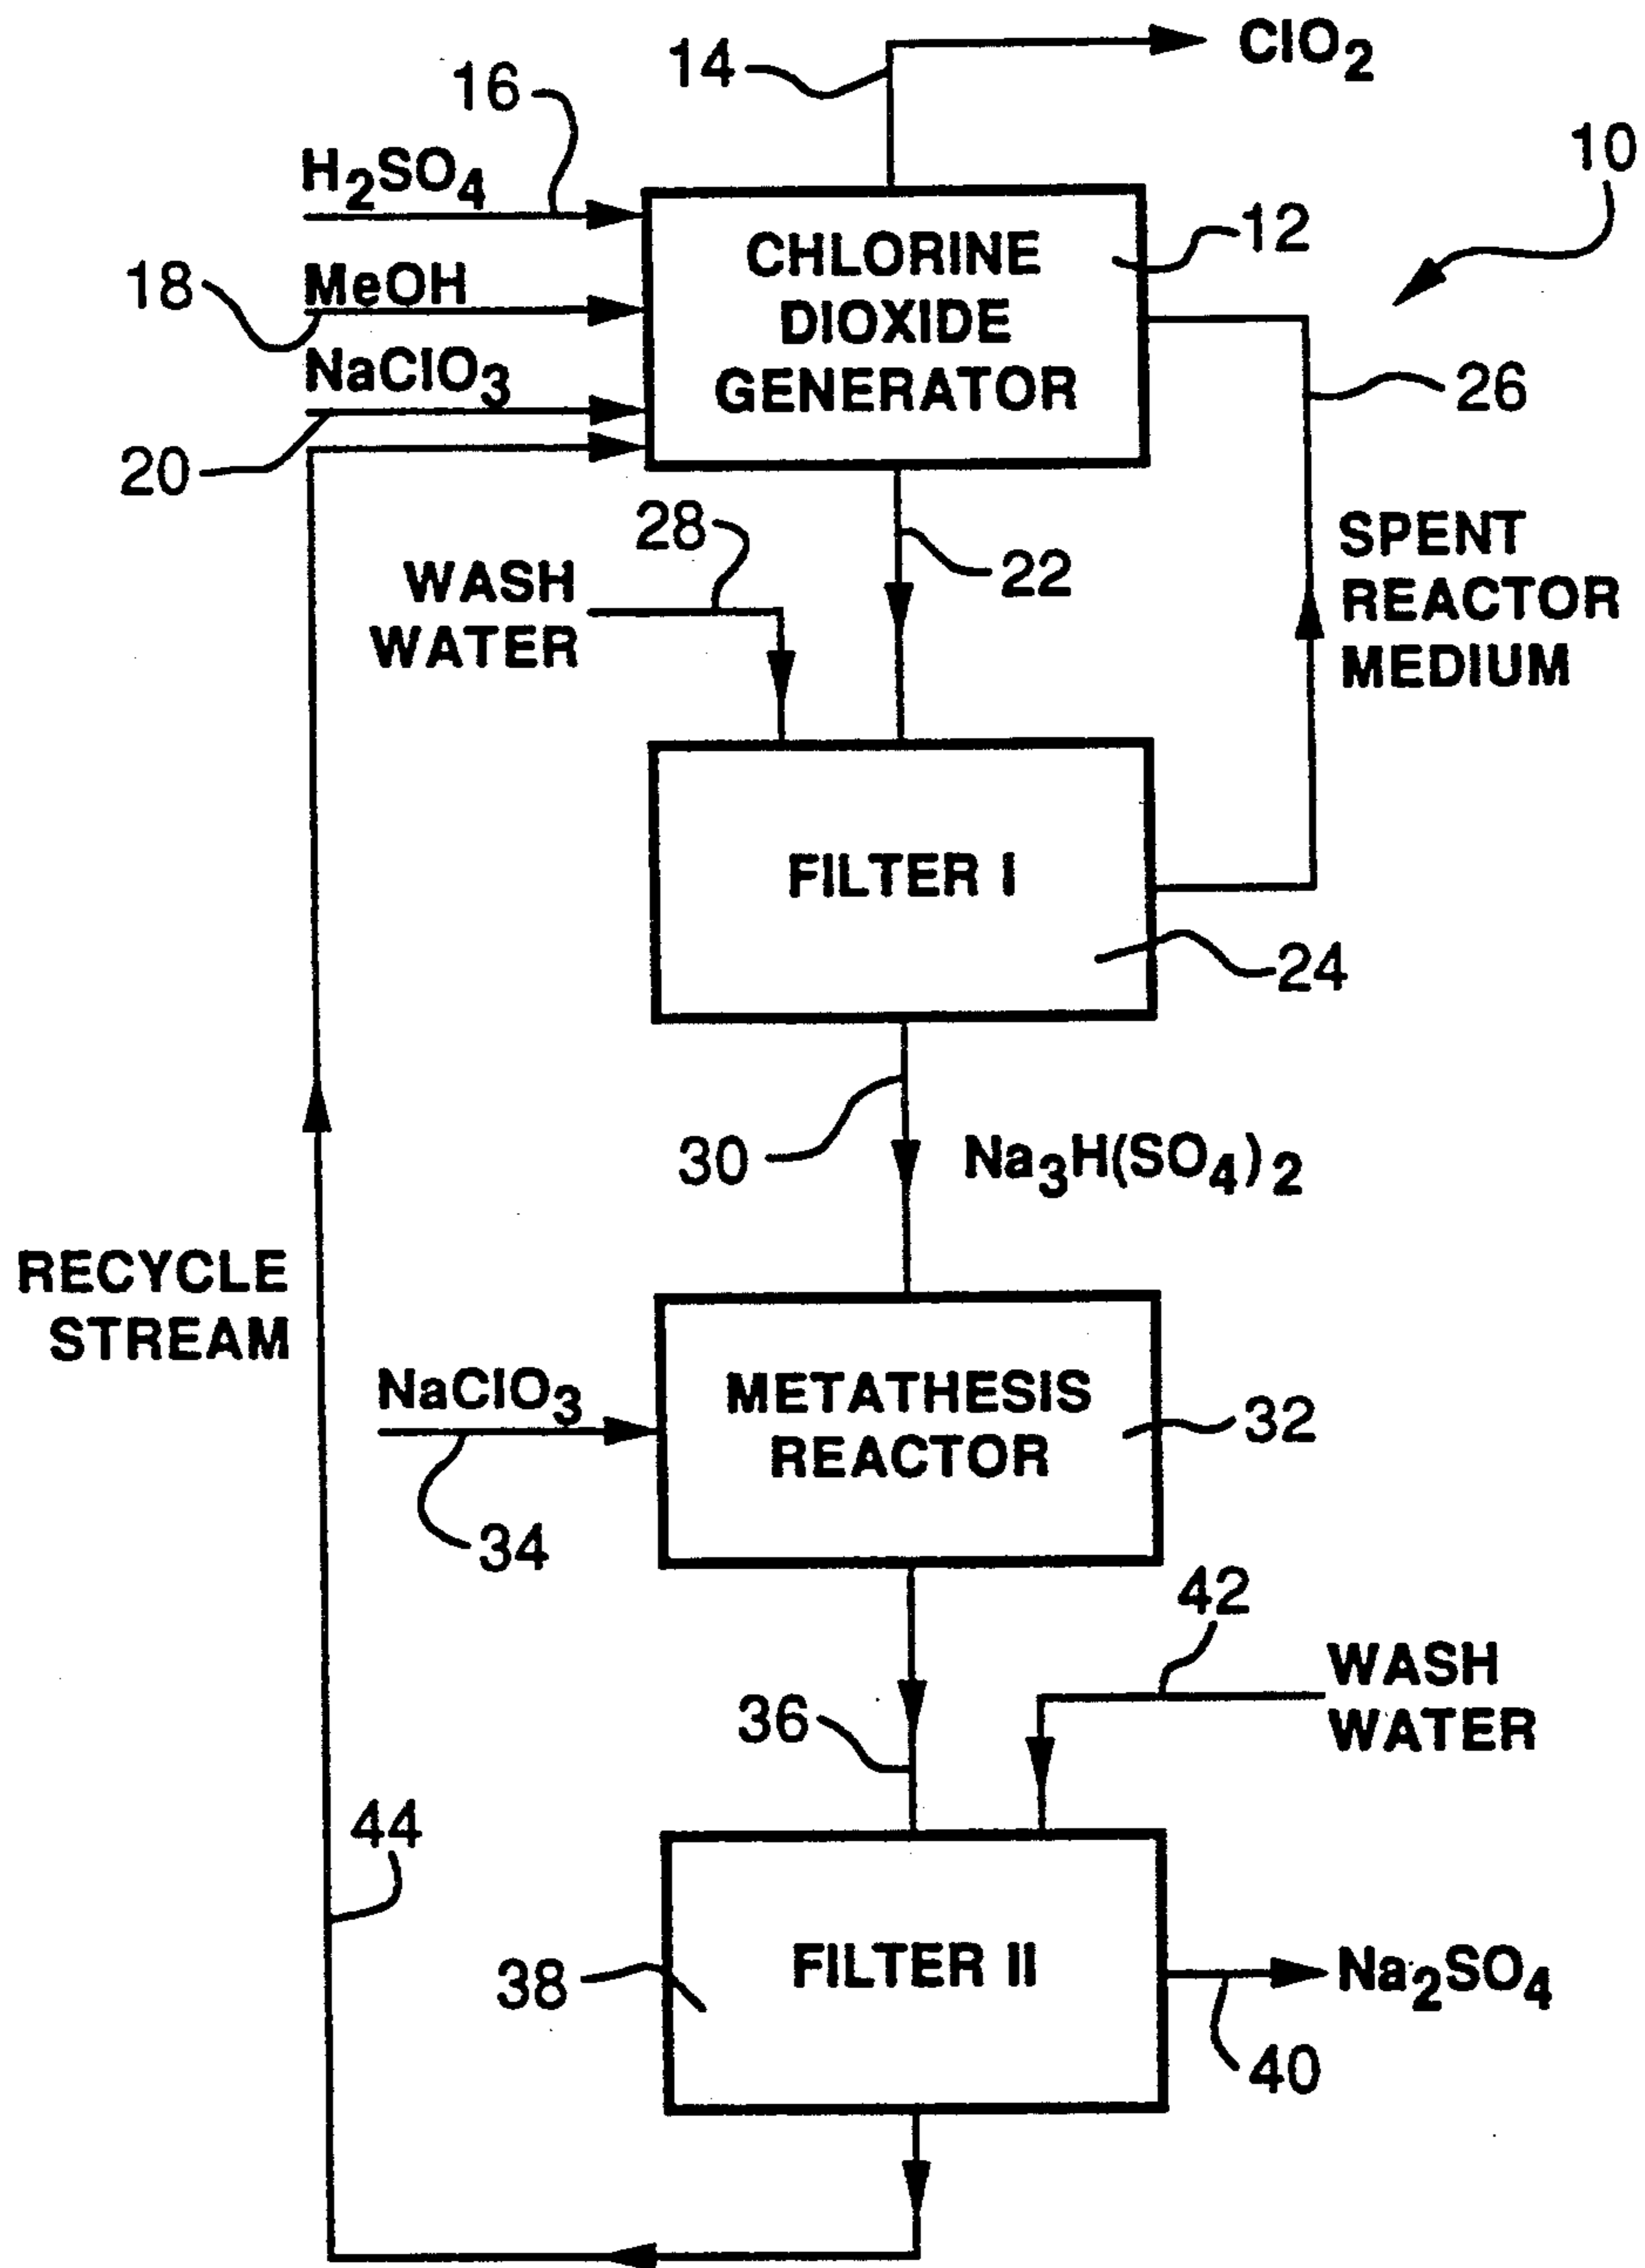 14
ClO2
16
10
H2SO4
12
CHLORINE
DIOXIDE
GENERATOR
18
MeOH
NaClO3
26
20
28
22
SPENT
REACTOR
MEDIUM
WASH
WATER
FILTER I
24
30
Na3H(SO4)2
RECYCLE
STREAM
NaClO3
METATHESIS
REACTOR
32
34
42
WASH
WATER
36
44
FILTER II
38
Na2SO4
40